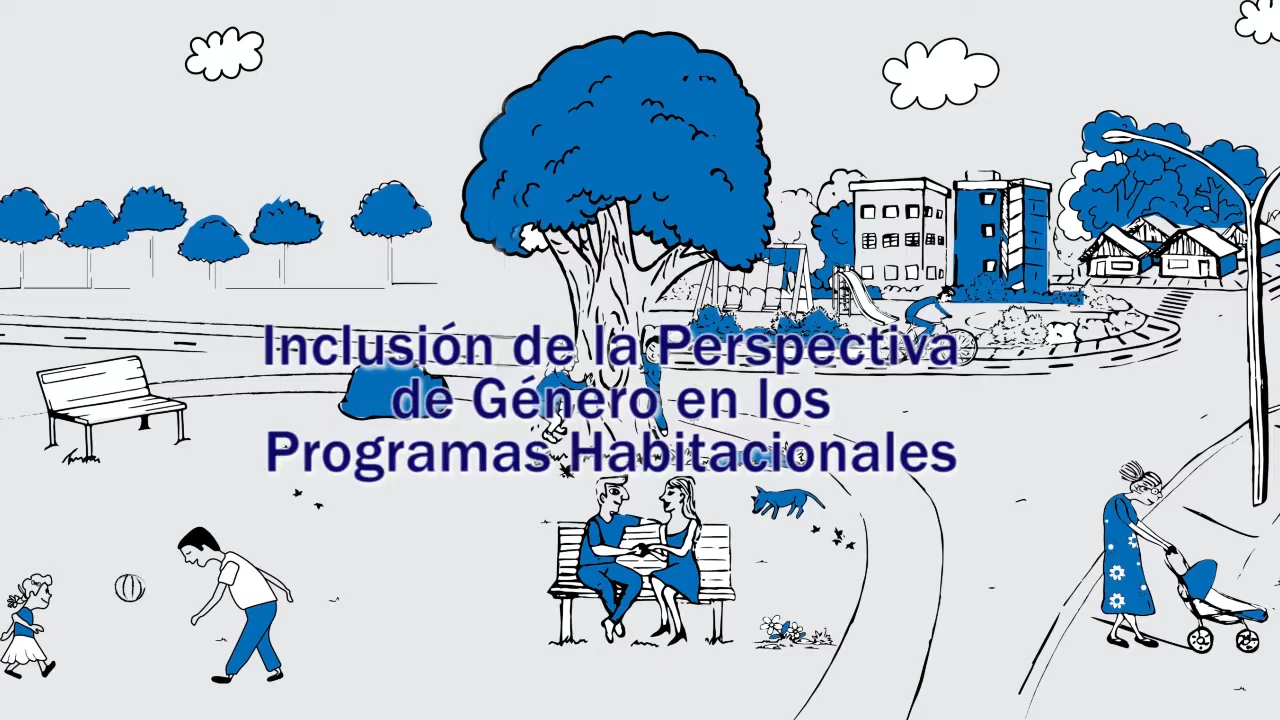 Inclusión de la Perspectiva
de Género en los
Programas Habitacionales